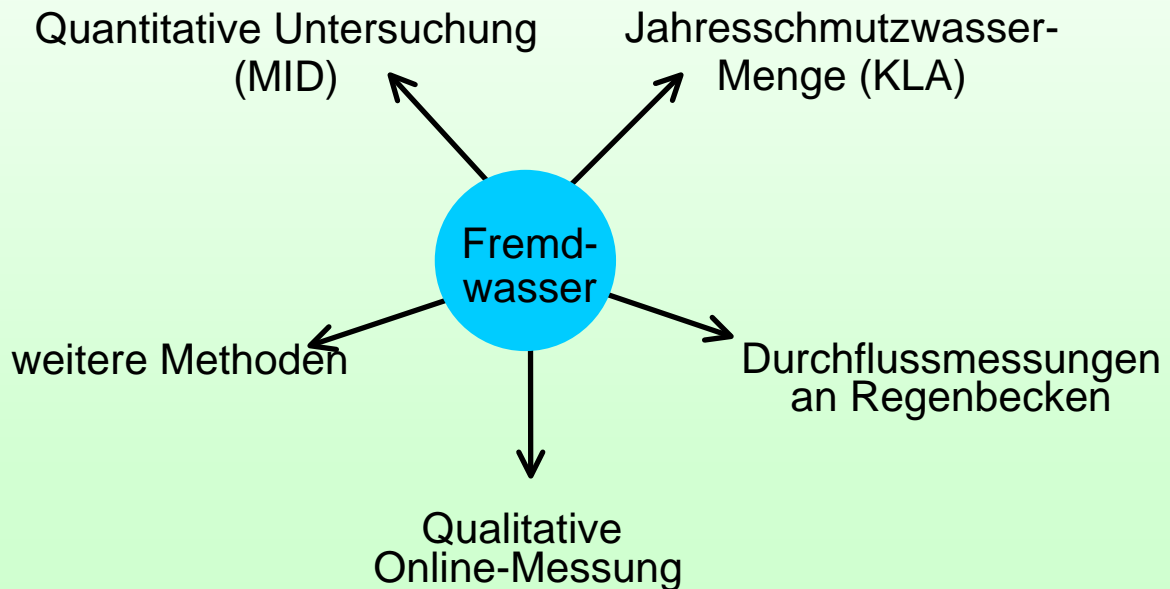 Quantitative Untersuchung
(MID)
Jahresschmutzwasser-
Menge (KLA)
Fremd-
wasser
weitere Methoden
Durchflussmessungen
an Regenbecken
Qualitative
Online-Messung